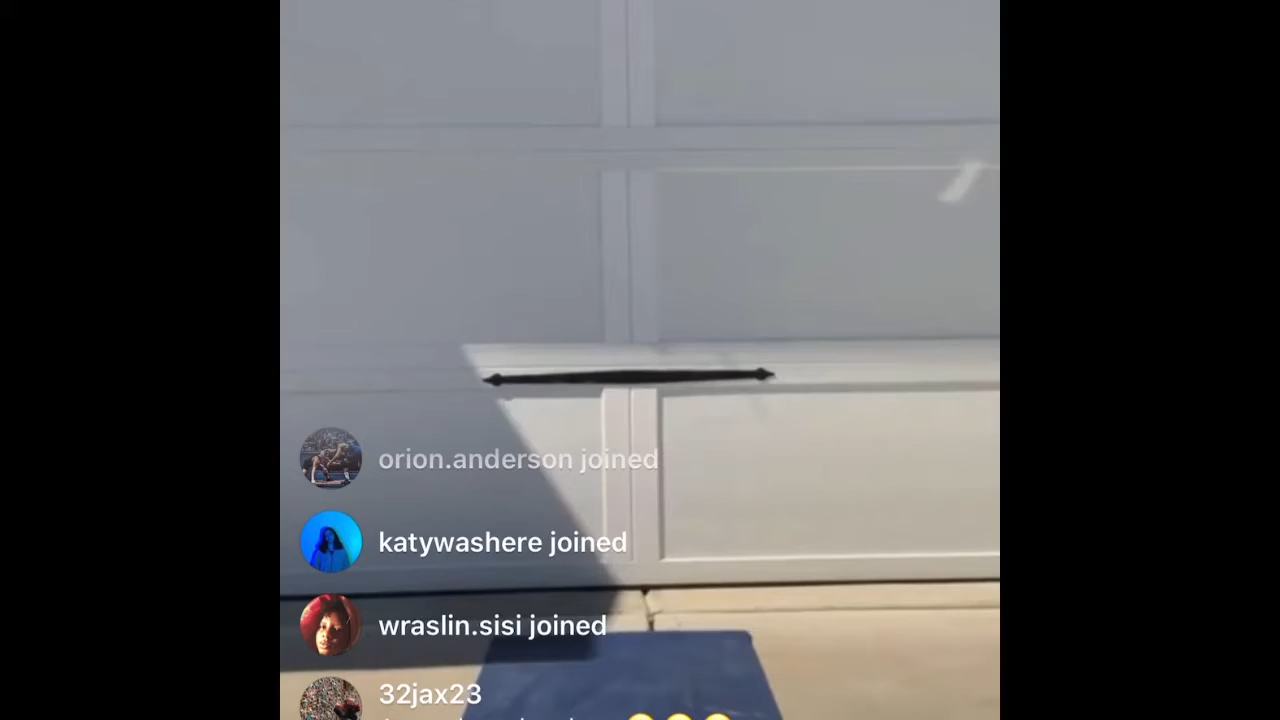 orion.anderson joined
katywashere joined
wraslin.sisi joined
32jax23